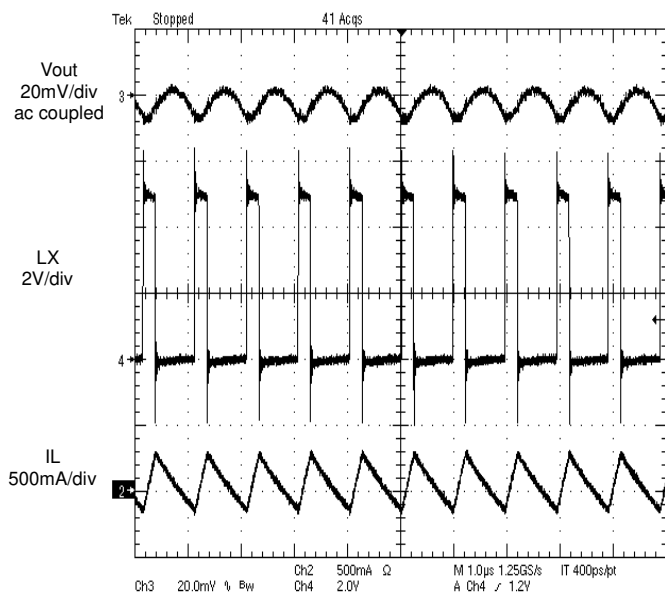 Tek Stopped 41 Acqs
Vout
20mV/div
ac coupled
3
LX
2V/div
4
IL
500mA/div
2
Ch2 500mA Ω M 1.0µs 1.25GS/s IT 400ps/pt
Ch3 20.0mV Bw Ch4 2.0V A Ch4 1.2V